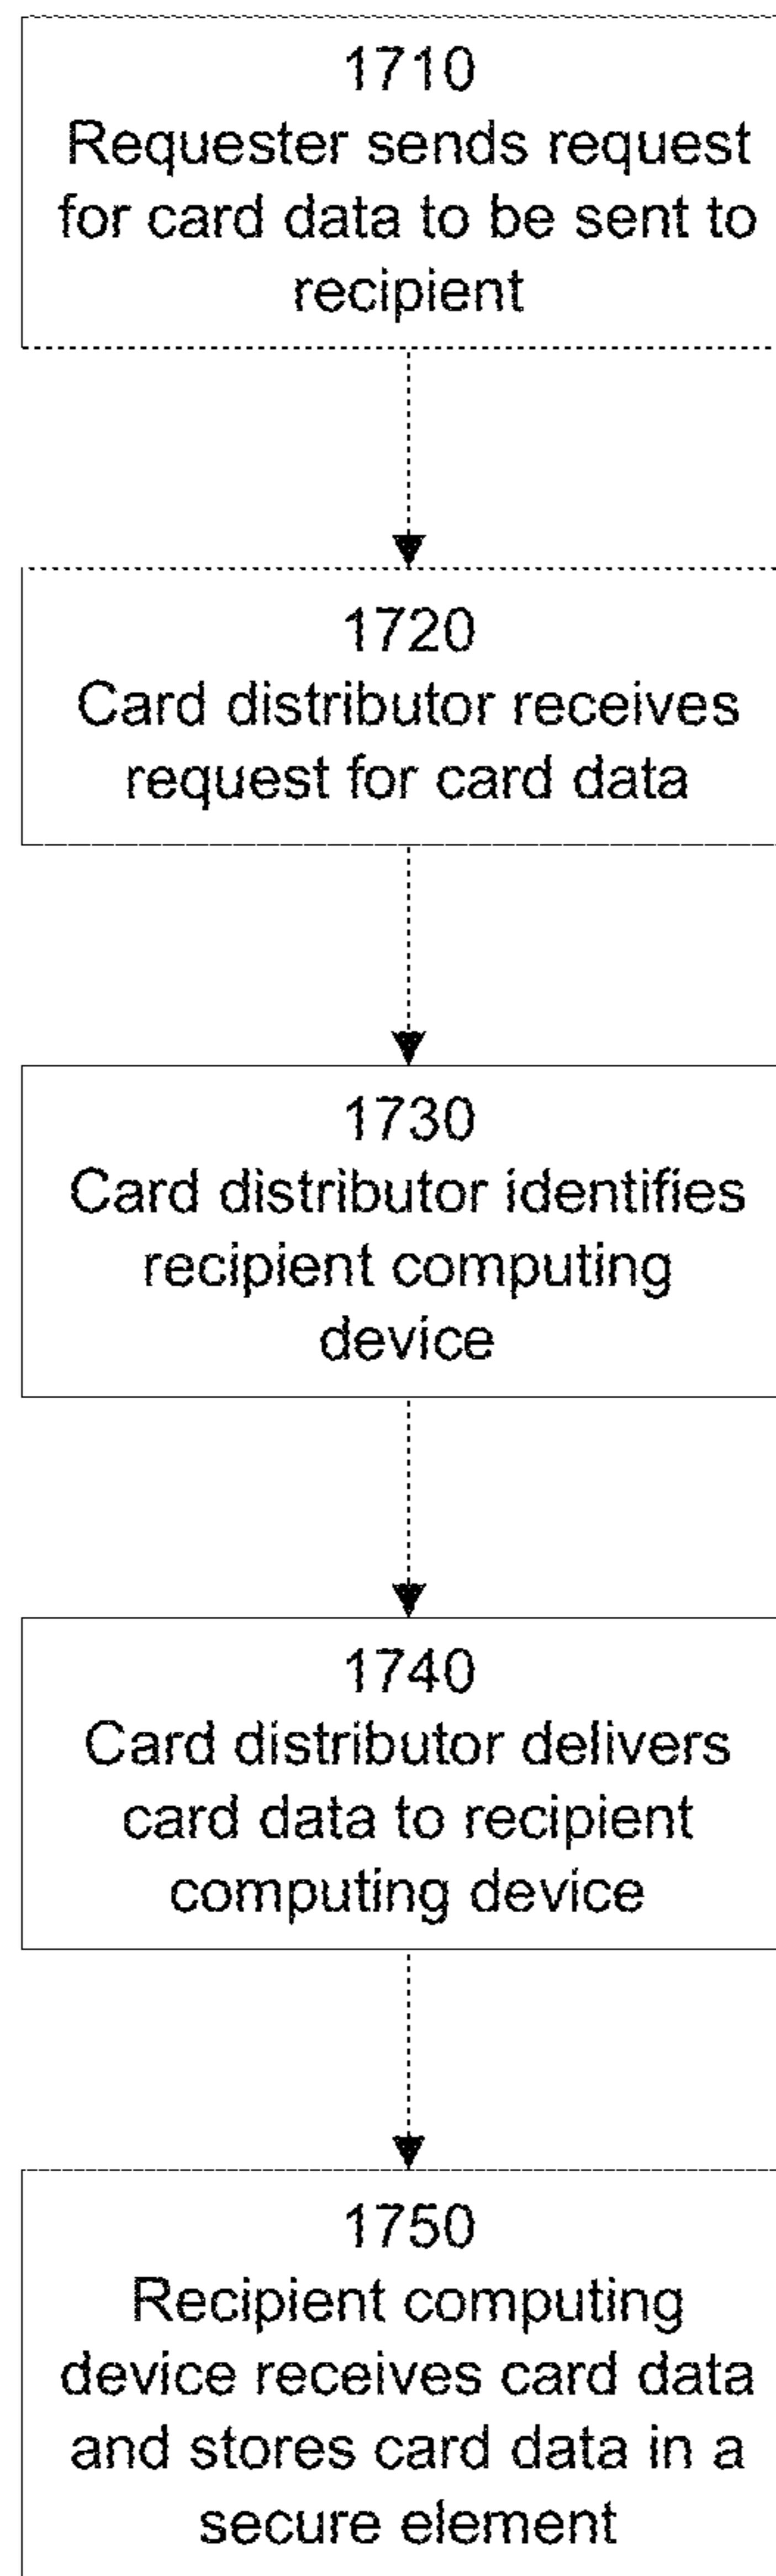 1710
Requester sends request
for card data to be sent to
recipient
1720
Card distributor receives
request for card data
1730
Card distributor identifies
recipient computing
device
1740
Card distributor delivers
card data to recipient
computing device
1750
Recipient computing
device receives card data
and stores card data in a
secure element